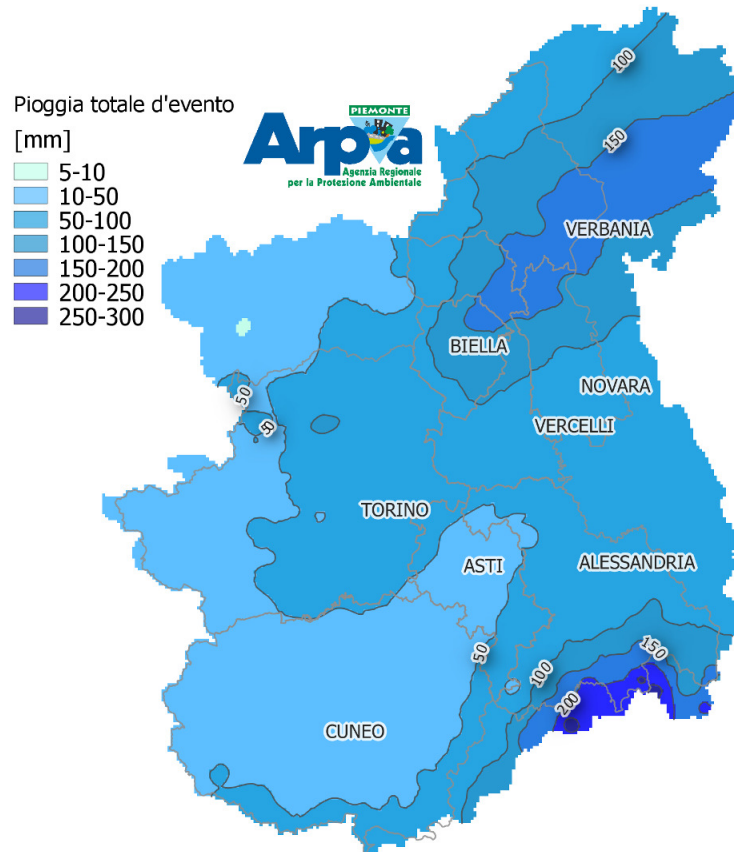 Pioggia totale d'evento
[mm]
5-10
10-50
50-100
100-150
150-200
200-250
250-300
PIEMONTE
Arpa
Agenzia Regionale
per la Protezione Ambientale
100
150
VERBANIA
BIELLA
NOVARA
50
VERCELLI
50
TORINO
ASTI
ALESSANDRIA
50
150
100
200
CUNEO